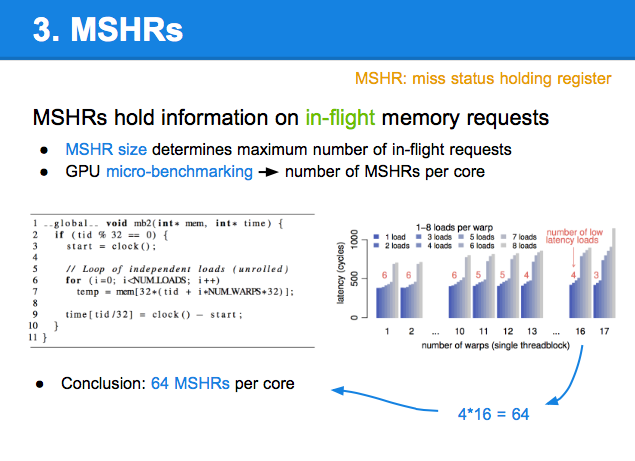 3. MSHRs
MSHR: miss status holding register
MSHRs hold information on in-flight memory requests
● MSHR size determines maximum number of in-flight requests
● GPU micro-benchmarking → number of MSHRs per core
1 __global__ void mb2(int* mem, int* time) {
2 if (tid % 32 == 0) {
3 start = clock();
4
5 // Loop of independent loads (unrolled)
6 for (i=0; i<NUM_LOADS; i++)
7 temp = mem[32*(tid + i*NUM_WARPS*32)];
8
9 time[tid/32] = clock() - start;
10 }
11 }
1−8 loads per warp
1 load 3 loads 5 loads 7 loads
2 loads 4 loads 6 loads 8 loads
number of low
latency loads
latency (cycles)
1000
500
0
6 6 6 5 5 4 4 3
1 2 ... 10 11 12 13 ... 16 17
number of warps (single threadblock)
● Conclusion: 64 MSHRs per core
4*16 = 64